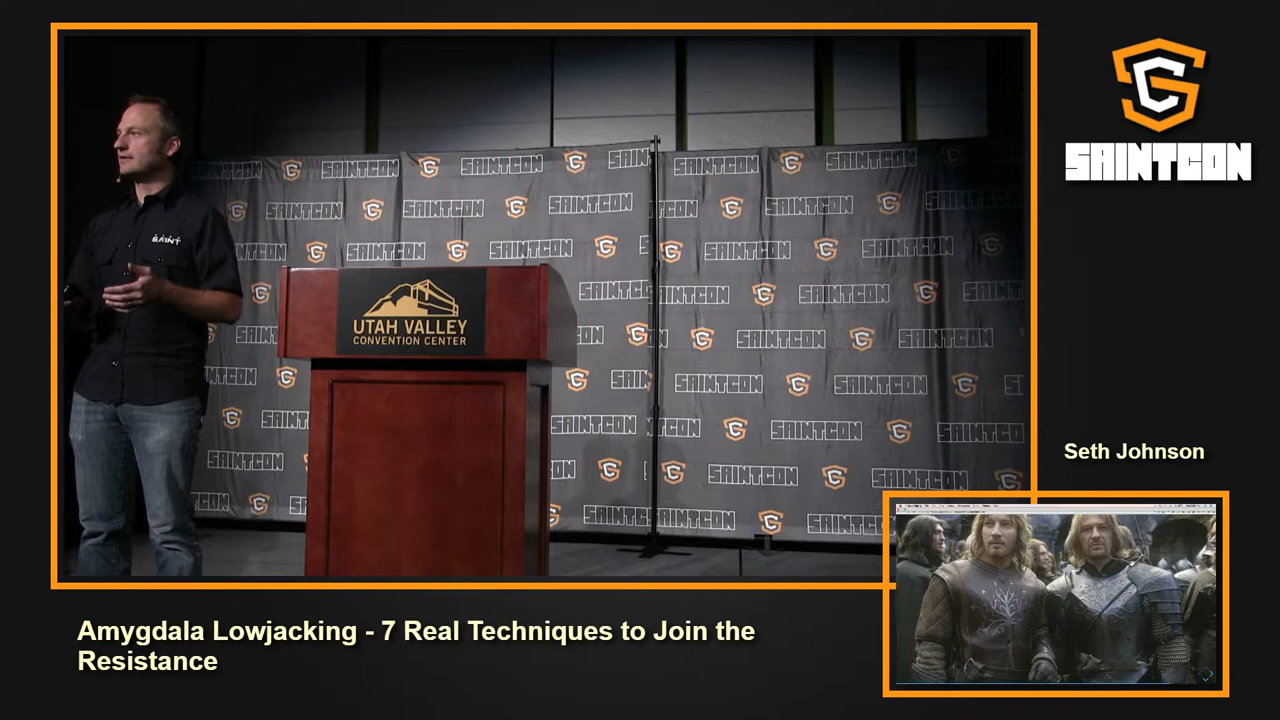 SAINTCON
SAINT
UTAH VALLEY
CONVENTION CENTER
Seth Johnson
Amygdala Lowjacking - 7 Real Techniques to Join the
Resistance